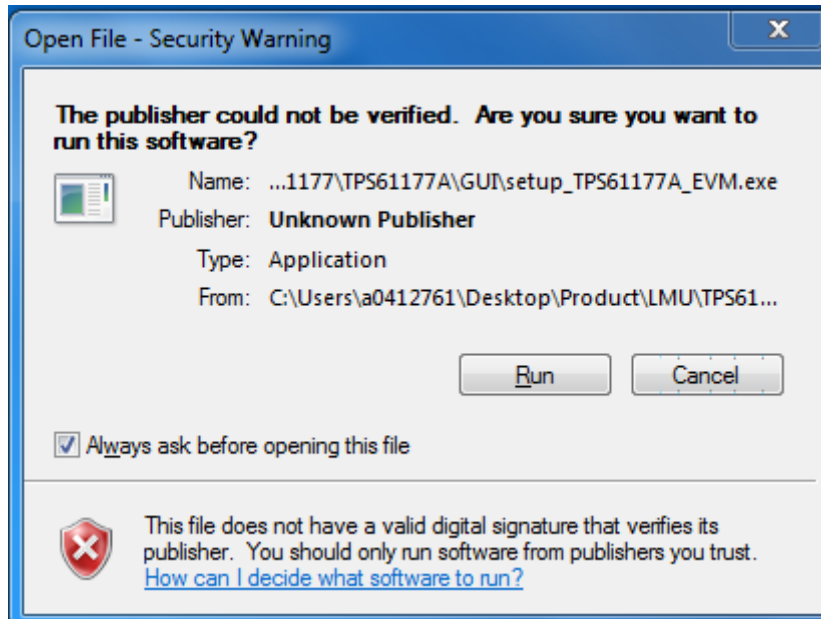 Open File - Security Warning
The publisher could not be verified. Are you sure you want to
run this software?
Name: ...1177\TPS61177A\GUI\setup_TPS61177A_EVM.exe
Publisher: Unknown Publisher
Type: Application
From: C:\Users\a0412761\Desktop\Product\LMU\TPS61...
Run Cancel
Always ask before opening this file
This file does not have a valid digital signature that verifies its
publisher. You should only run software from publishers you trust.
How can I decide what software to run?